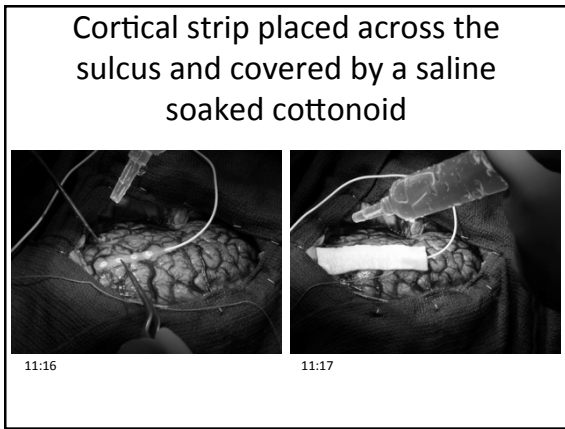 Cortical strip placed across the
sulcus and covered by a saline
soaked cottonoid
11:16
11:17